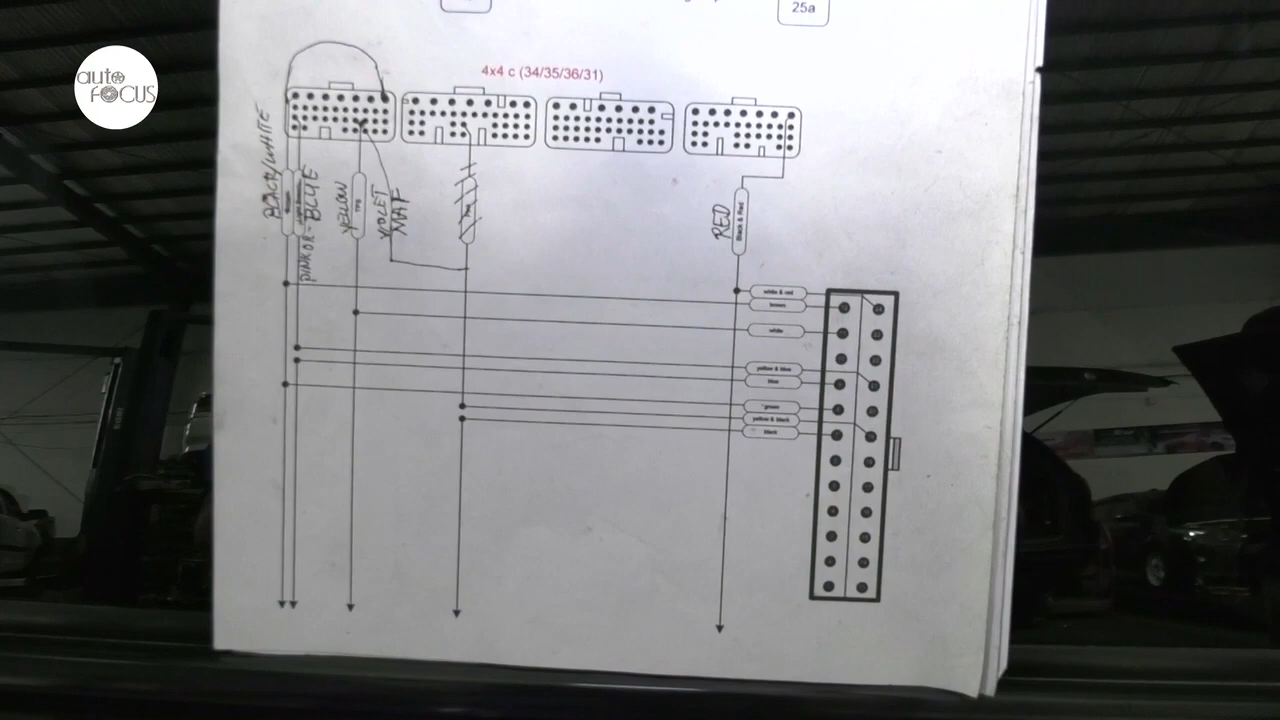 auto
FOCUS
25a
4x4 c (34/35/36/31)
BLACK/WHITE
PINK OR - BLUE
YELLOW
TPS
VIOLET
MAF
RED
Black & Red
white & red
brown
white
yellow & blue
blue
green
yellow & black
black